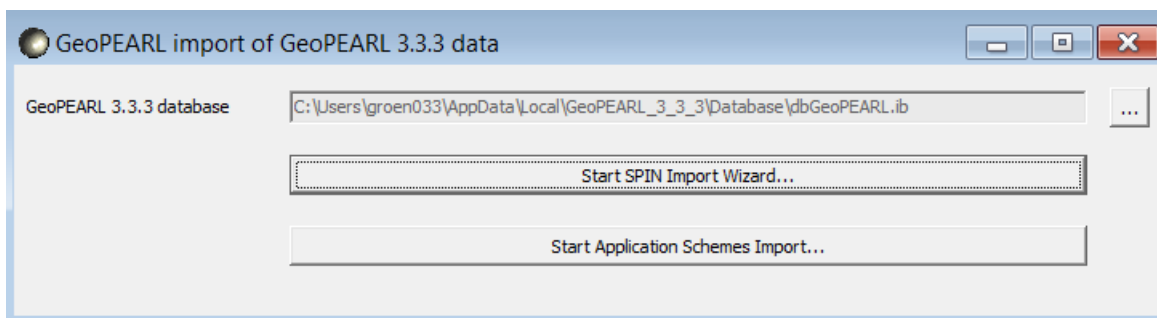 GeoPEARL import of GeoPEARL 3.3.3 data
GeoPEARL 3.3.3 database C:\Users\groen033\AppData\Local\GeoPEARL_3_3_3\Database\dbGeoPEARL.ib ...
Start SPIN Import Wizard...
Start Application Schemes Import...